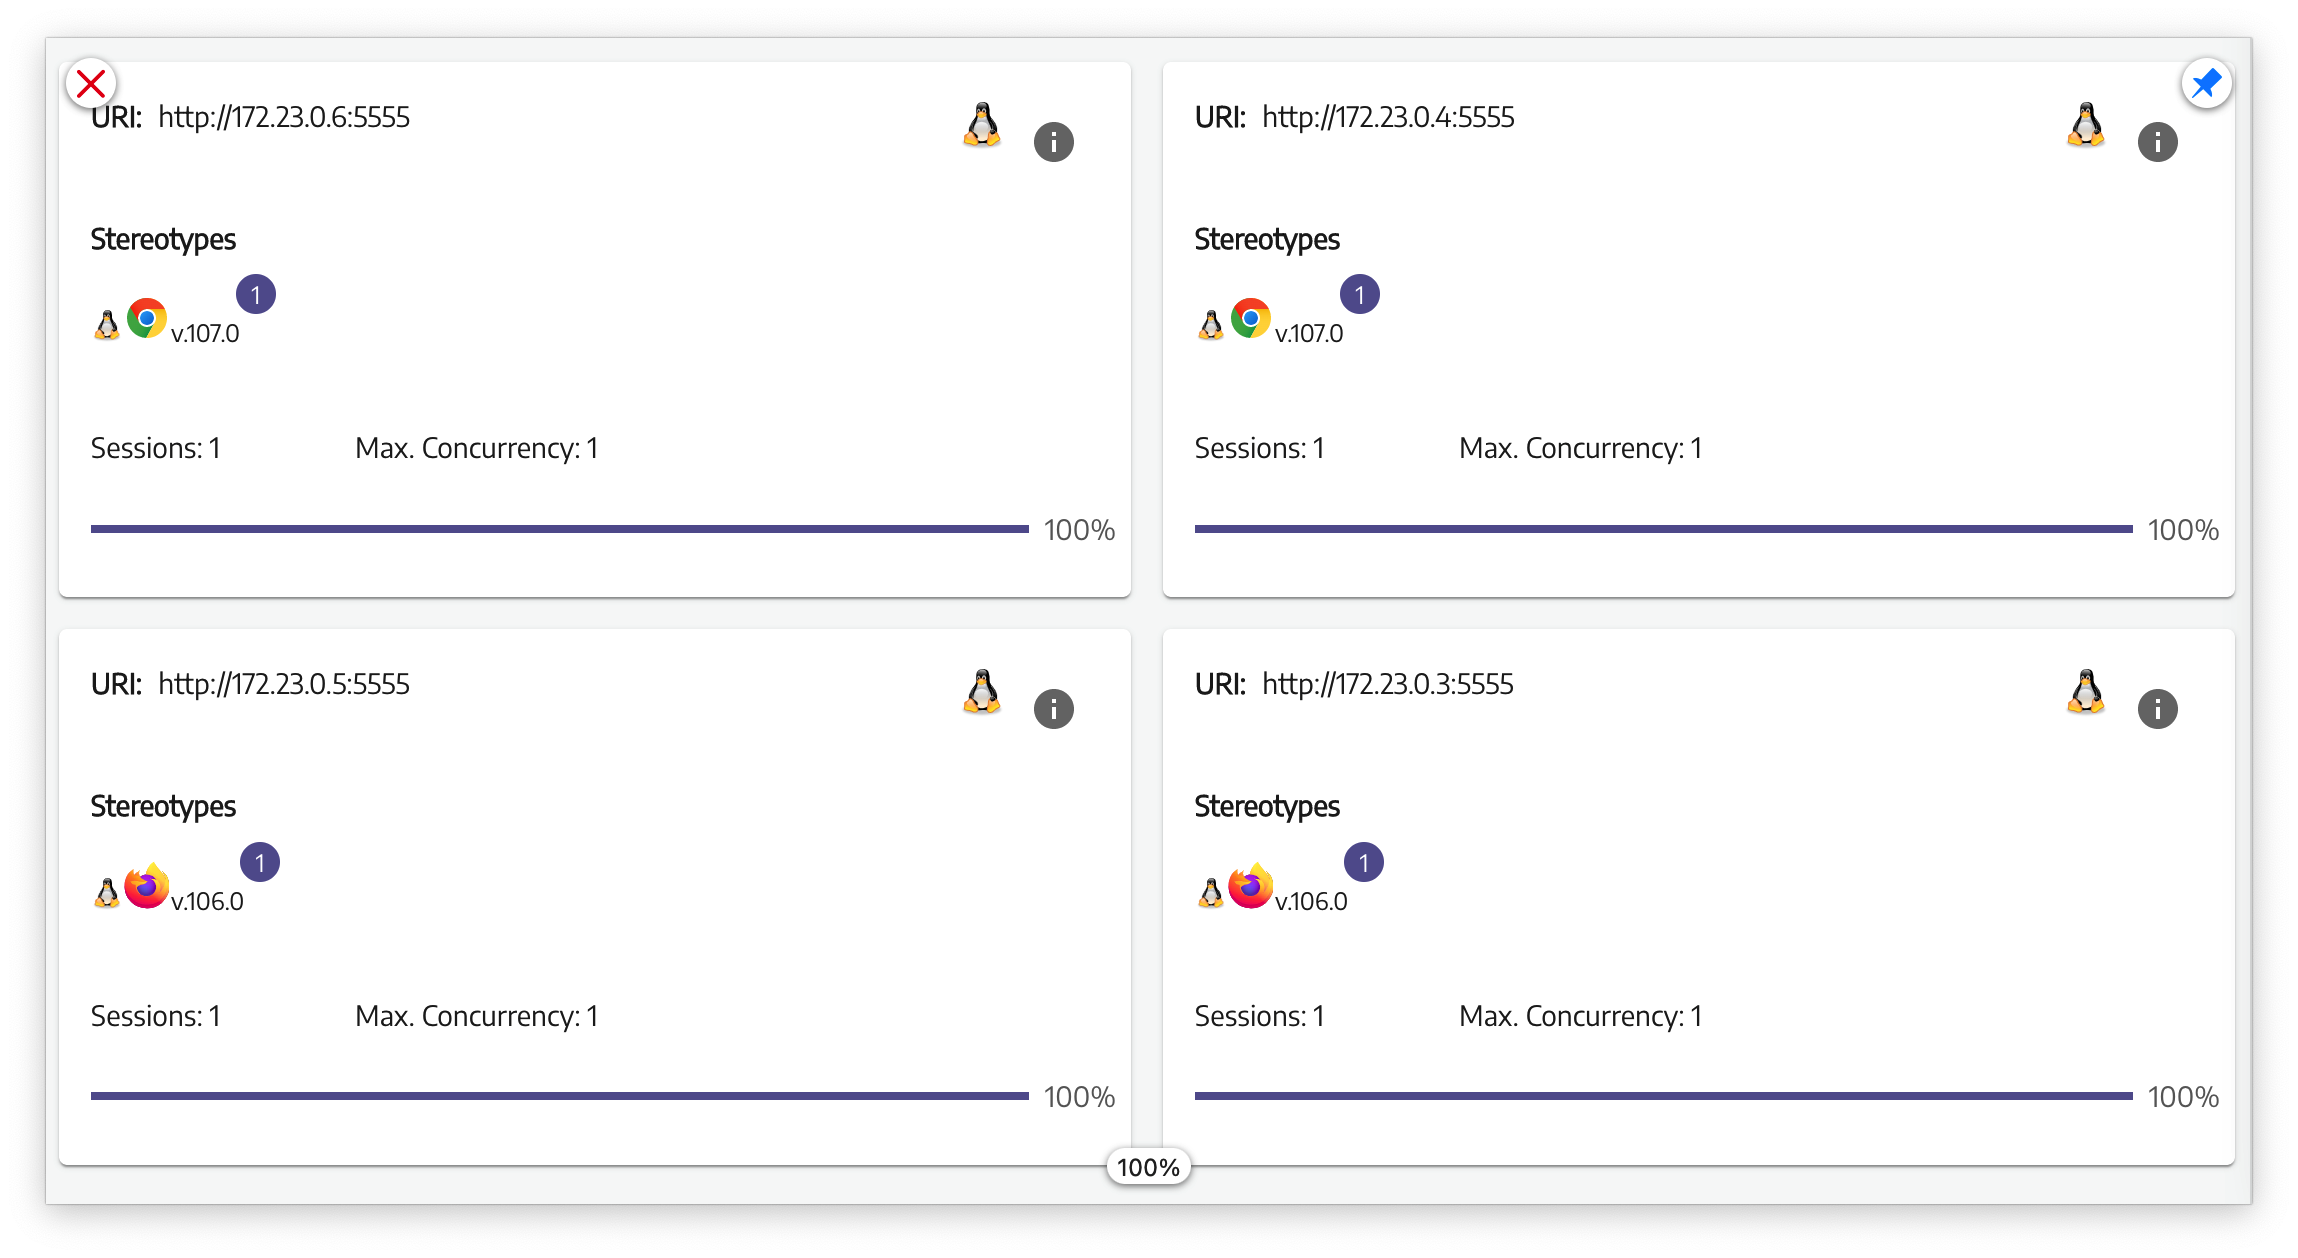 URI: http://172.23.0.6:5555
Stereotypes
1
v.107.0
Sessions: 1 Max. Concurrency: 1
100%
URI: http://172.23.0.4:5555
Stereotypes
1
v.107.0
Sessions: 1 Max. Concurrency: 1
100%
URI: http://172.23.0.5:5555
Stereotypes
1
v.106.0
Sessions: 1 Max. Concurrency: 1
100%
URI: http://172.23.0.3:5555
Stereotypes
1
v.106.0
Sessions: 1 Max. Concurrency: 1
100%
100%